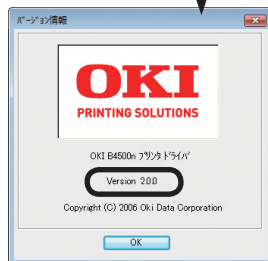 ﾊﾞｰｼﾞｮﾝ情報
OKI
PRINTING SOLUTIONS
OKI B4500n ﾌﾟﾘﾝﾀ ﾄﾞﾗｲﾊﾞ
Version 2.0.0
Copyright (C) 2006 Oki Data Corporation
OK